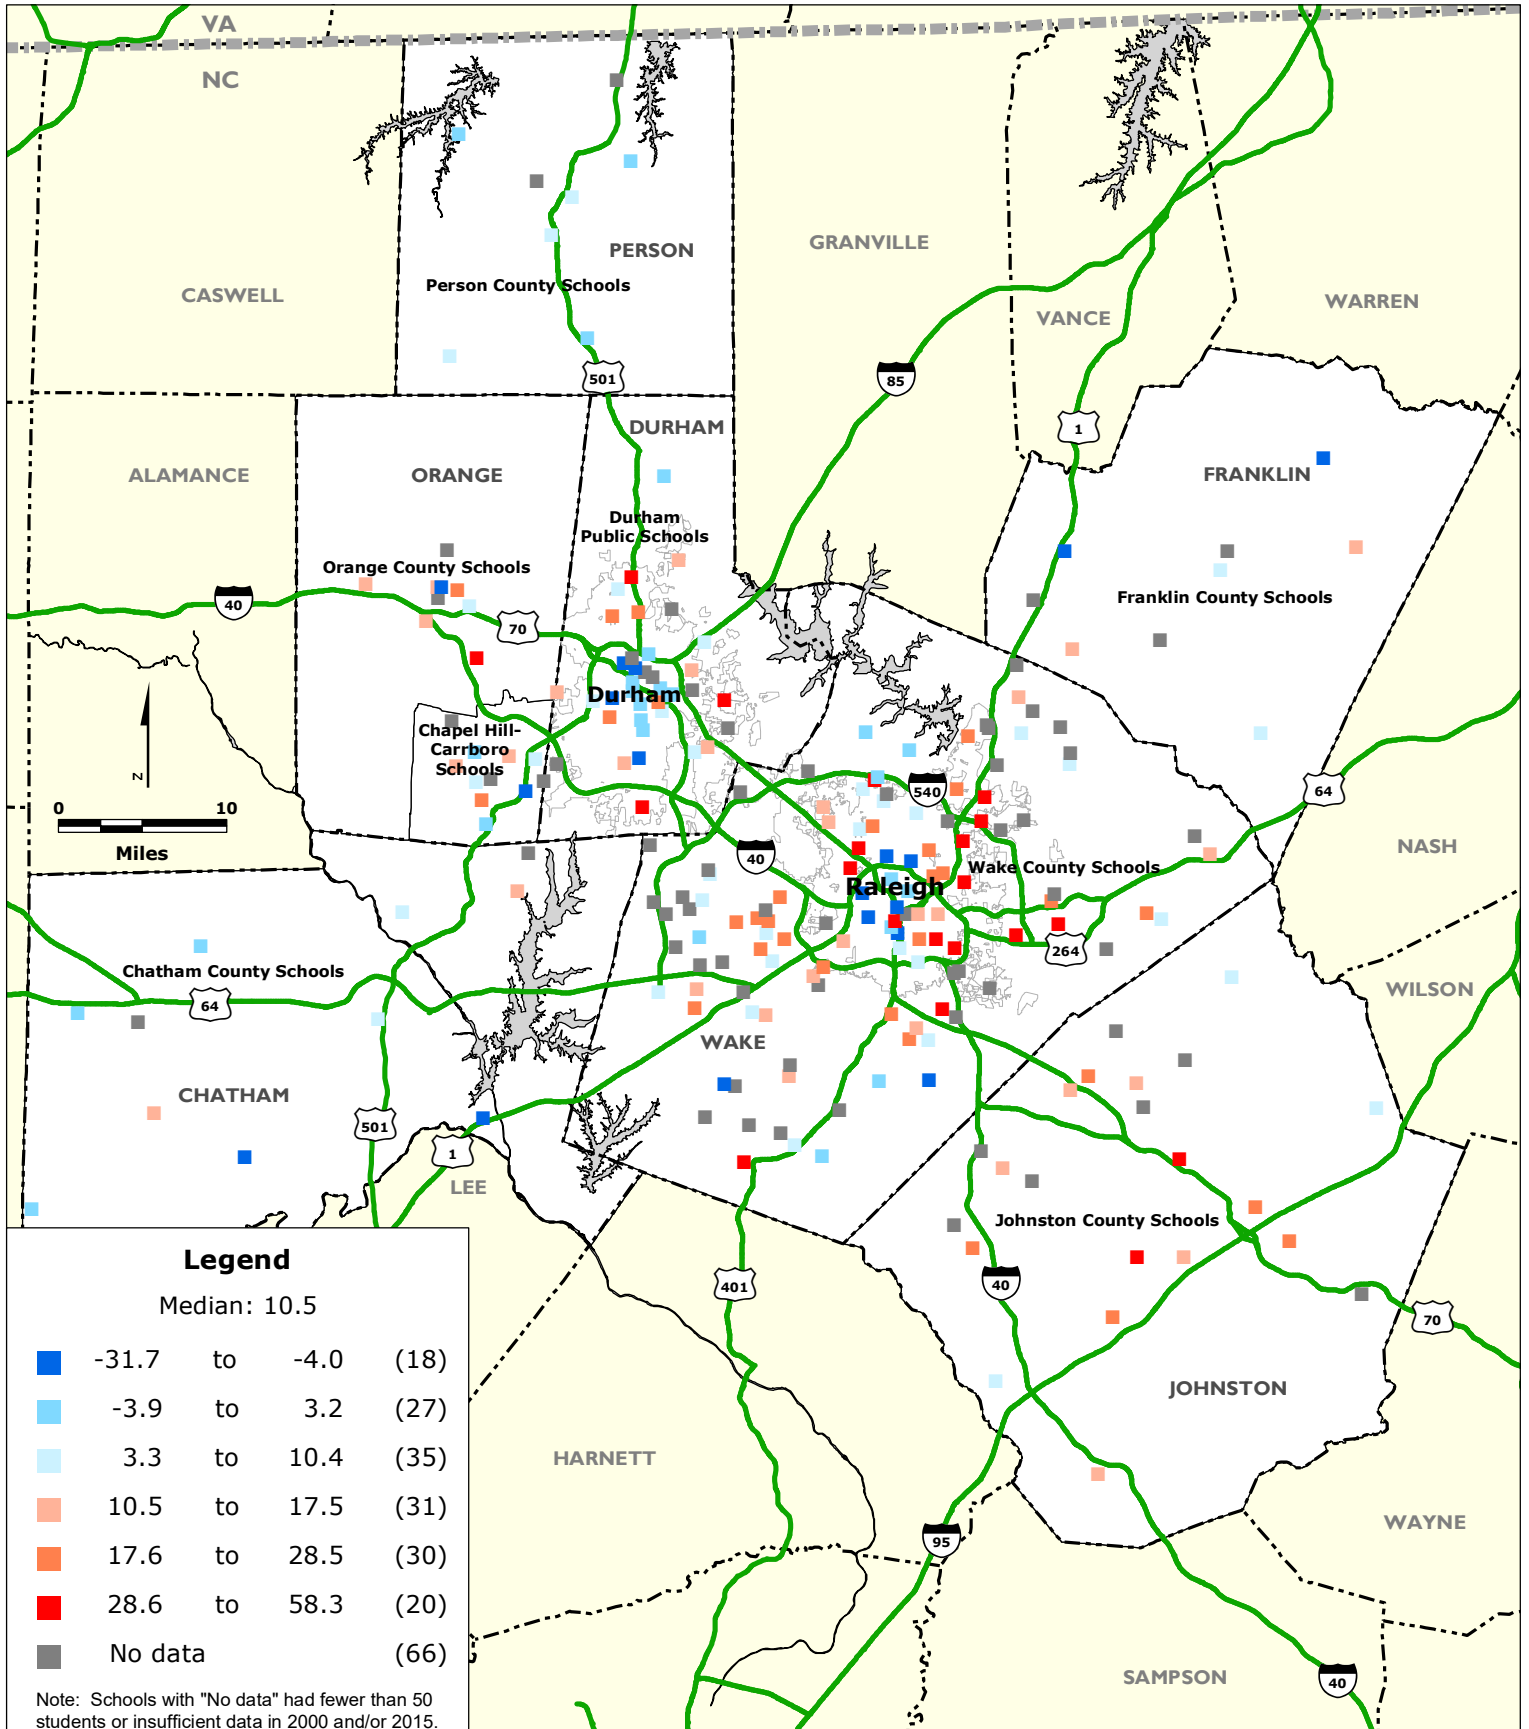 VA
NC
GRANVILLE
PERSON
Person County Schools
CASWELL
WARREN
VANCE
501
85
1
DURHAM
ALAMANCE
ORANGE
FRANKLIN
Durham
Public Schools
Orange County Schools
Franklin County Schools
40
70
Durham
Chapel Hill-
Carrboro
Schools
N
0 10
Miles
540
64
40
NASH
Wake County Schools
Raleigh
264
Chatham County Schools
64
WILSON
WAKE
CHATHAM
501
1
LEE
Johnston County Schools
401
40
70
JOHNSTON
HARNETT
WAYNE
95
SAMPSON
40
Legend
Median: 10.5
-31.7 to -4.0 (18)
-3.9 to 3.2 (27)
3.3 to 10.4 (35)
10.5 to 17.5 (31)
17.6 to 28.5 (30)
28.6 to 58.3 (20)
No data (66)
Note: Schools with "No data" had fewer than 50
students or insufficient data in 2000 and/or 2015.